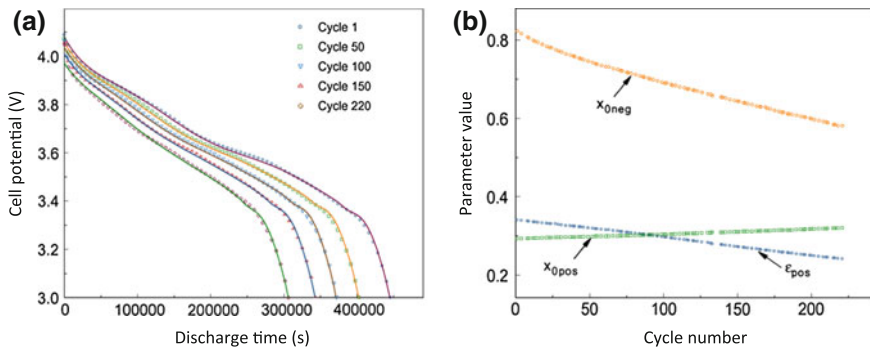 (a)
Cell potential (V)
4.0
3.8
3.6
3.4
3.2
3.0
Cycle 1
Cycle 50
Cycle 100
Cycle 150
Cycle 220
0
100000
200000
300000
400000
Discharge time (s)
(b)
Parameter value
0.8
0.6
0.4
0.2
x0neg
x0pos
εpos
0
50
100
150
200
Cycle number